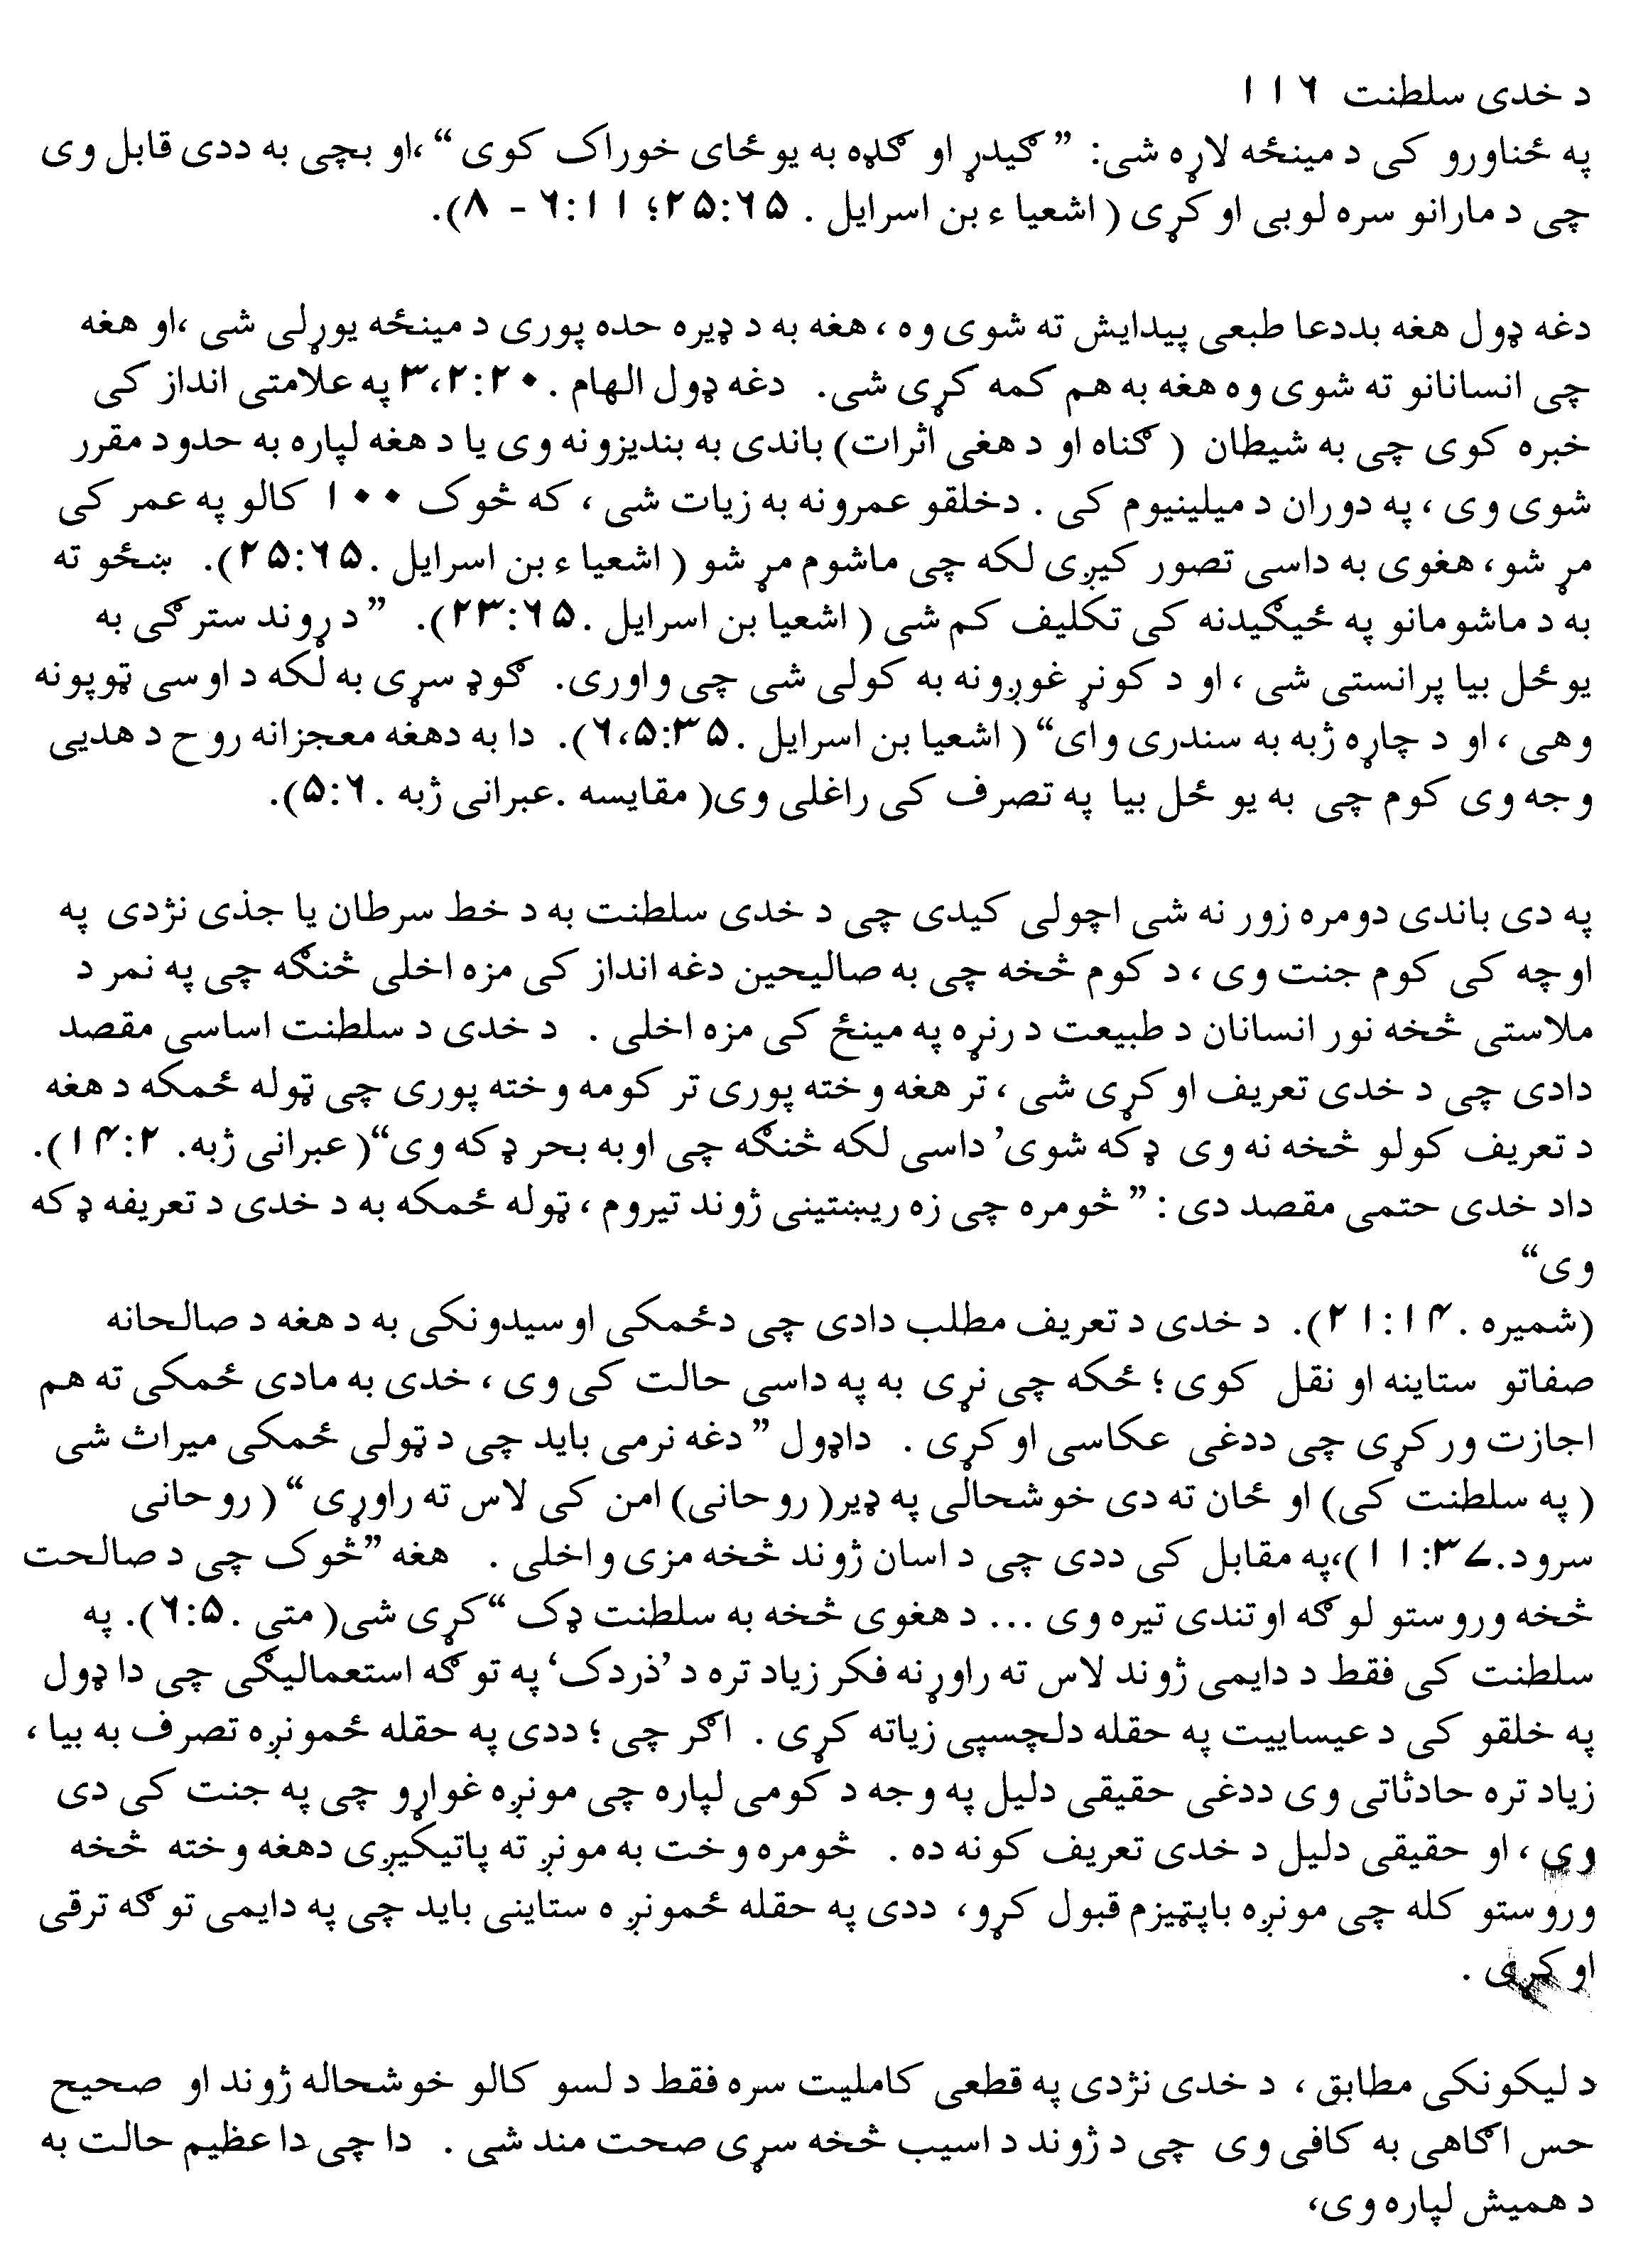 د خدی سلطنت ۱۱۶
په ځناورو کی د مینځه لاړه شی: ”ګیدړ او ګډه به یو ځای خوراک کوی“،او بچی به ددی قابل وی
چی د مارانو سره لوبی او کړی ( اشعیا ء بن اسرایل . ۲۵:۶۵؛ ۶:۱۱ - ۸).

دغه ډول هغه بددعا طبعی پیدایش ته شوی وه ، هغه به د ډیره حده پوری د مینځه یوړلی شی ،او هغه
چی انسانانو ته شوی وه هغه به هم کمه کړی شی. دغه ډول الهام . ۳،۲:۲۰ په علامتی انداز کی
خبره کوی چی به شیطان ( ګناه او د هغی اثرات) باندی به بندیزونه وی یا د هغه لپاره به حدود مقرر
شوی وی ، په دوران د میلینیوم کی . دخلقو عمرونه به زیات شی ، که څوک ۱۰۰ کالو په عمر کی
مړ شو، هغوی به داسی تصور کیږی لکه چی ماشوم مړ شو ( اشعیا ء بن اسرایل . ۲۵:۶۵). ښځو ته
به د ماشومانو په ځیګیدنه کی تکلیف کم شی ( اشعیا بن اسرایل . ۲۳:۶۵). ”د ړوند سترګی به
یو ځل بیا پرانستی شی ، او د کونړ غوږونه به کولی شی چی واوری. ګوډ سړی به لکه د اوسی ټوپونه
وهی ، او د چاړه ژبه به سندری وای“ ( اشعیا بن اسرایل . ۶،۵:۳۵). دا به دهغه معجزانه روح د هدیی
وجه وی کوم چی به یو ځل بیا په تصرف کی راغلی وی( مقایسه .عبرانی ژبه . ۵:۶).

په دی باندی دومره زور نه شی اچولی کیدی چی د خدی سلطنت به د خط سرطان یا جذی نژدی په
اوچه کی کوم جنت وی ، د کوم څخه چی به صالیحین دغه انداز کی مزه اخلی څنګه چی په نمر د
ملاستی څخه نور انسانان د طبیعت د رنړه په مینځ کی مزه اخلی . د خدی د سلطنت اساسی مقصد
دادی چی د خدی تعریف او کړی شی ، تر هغه وخته پوری تر کومه وخته پوری چی ټوله ځمکه د هغه
د تعریف کولو څخه نه وی ډکه شوی’ داسی لکه څنګه چی اوبه بحر ډکه وی“( عبرانی ژبه. ۱۴:۲).
داد خدی حتمی مقصد دی : ”څومره چی زه ریښتینی ژوند تیروم ، ټوله ځمکه به د خدی د تعریفه ډکه
وی“
(شمیره . ۲۱:۱۴). د خدی د تعریف مطلب دادی چی دځمکی اوسیدونکی به د هغه د صالحانه
صفاتو ستاینه او نقل کوی ؛ ځکه چی نړی به په داسی حالت کی وی ، خدی به مادی ځمکی ته هم
اجازت ورکړی چی ددغی عکاسی او کړی . داډول ”دغه نرمی باید چی د ټولی ځمکی میراث شی
( په سلطنت کی) او ځان ته دی خوشحالی په ډیر( روحانی) امن کی لاس ته راوړی “ ( روحانی
سرود. ۱۱:۳۷)،په مقابل کی ددی چی د اسان ژوند څخه مزی واخلی . هغه ”څوک چی د صالحت
څخه وروستو لوګه او تندی تیره وی ... د هغوی څخه به سلطنت ډک “کړی شی( متی . ۶:۵). په
سلطنت کی فقط د دایمی ژوند لاس ته راوړنه فکر زیاد تره د ’ذردک‘ په توګه استعمالیګی چی دا ډول
په خلقو کی د عیساییت په حقله دلچسپی زیاته کړی . اګر چی ؛ ددی په حقله ځمونږه تصرف به بیا ،
زیاد تره حادثاتی وی ددغی حقیقی دلیل په وجه د کومی لپاره چی مونږه غواړو چی په جنت کی دی
وی ، او حقیقی دلیل د خدی تعریف کونه ده . څومره وخت به مونږ ته پاتیکیږی دهغه وخته څخه
وروستو کله چی مونږه باپټیزم قبول کړو، ددی په حقله ځمونږ ه ستاینی باید چی په دایمی توګه ترقی
او کړی .

د لیکونکی مطابق ، د خدی نژدی په قطعی کاملیت سره فقط د لسو کالو خوشحاله ژوند او صحیح
حس اګاهی به کافی وی چی د ژوند د اسیب څخه سړی صحت مند شی . دا چی دا عظیم حالت به
د همیش لپاره وی،